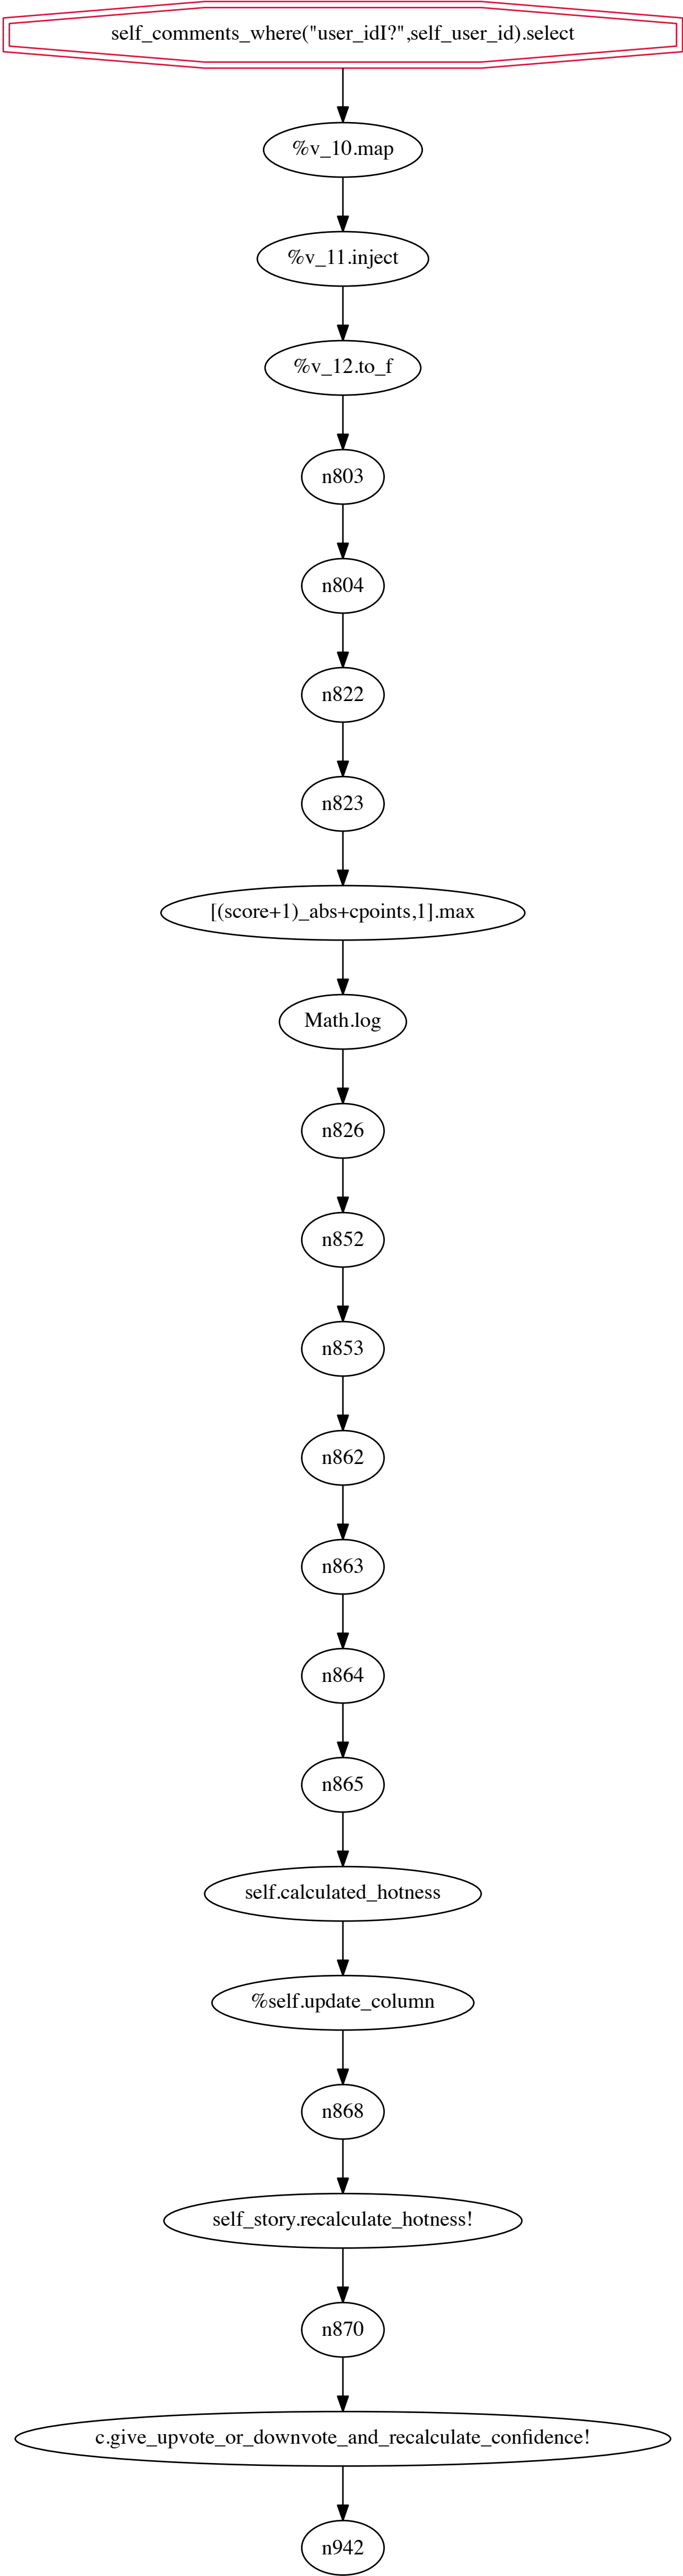 self_comments_where("user_idI?",self_user_id).select
%v_10.map
%v_11.inject
%v_12.to_f
n803
n804
n822
n823
[(score+1)_abs+cpoints,1].max
Math.log
n826
n852
n853
n862
n863
n864
n865
self.calculated_hotness
%self.update_column
n868
self_story.recalculate_hotness!
n870
c.give_upvote_or_downvote_and_recalculate_confidence!
n942